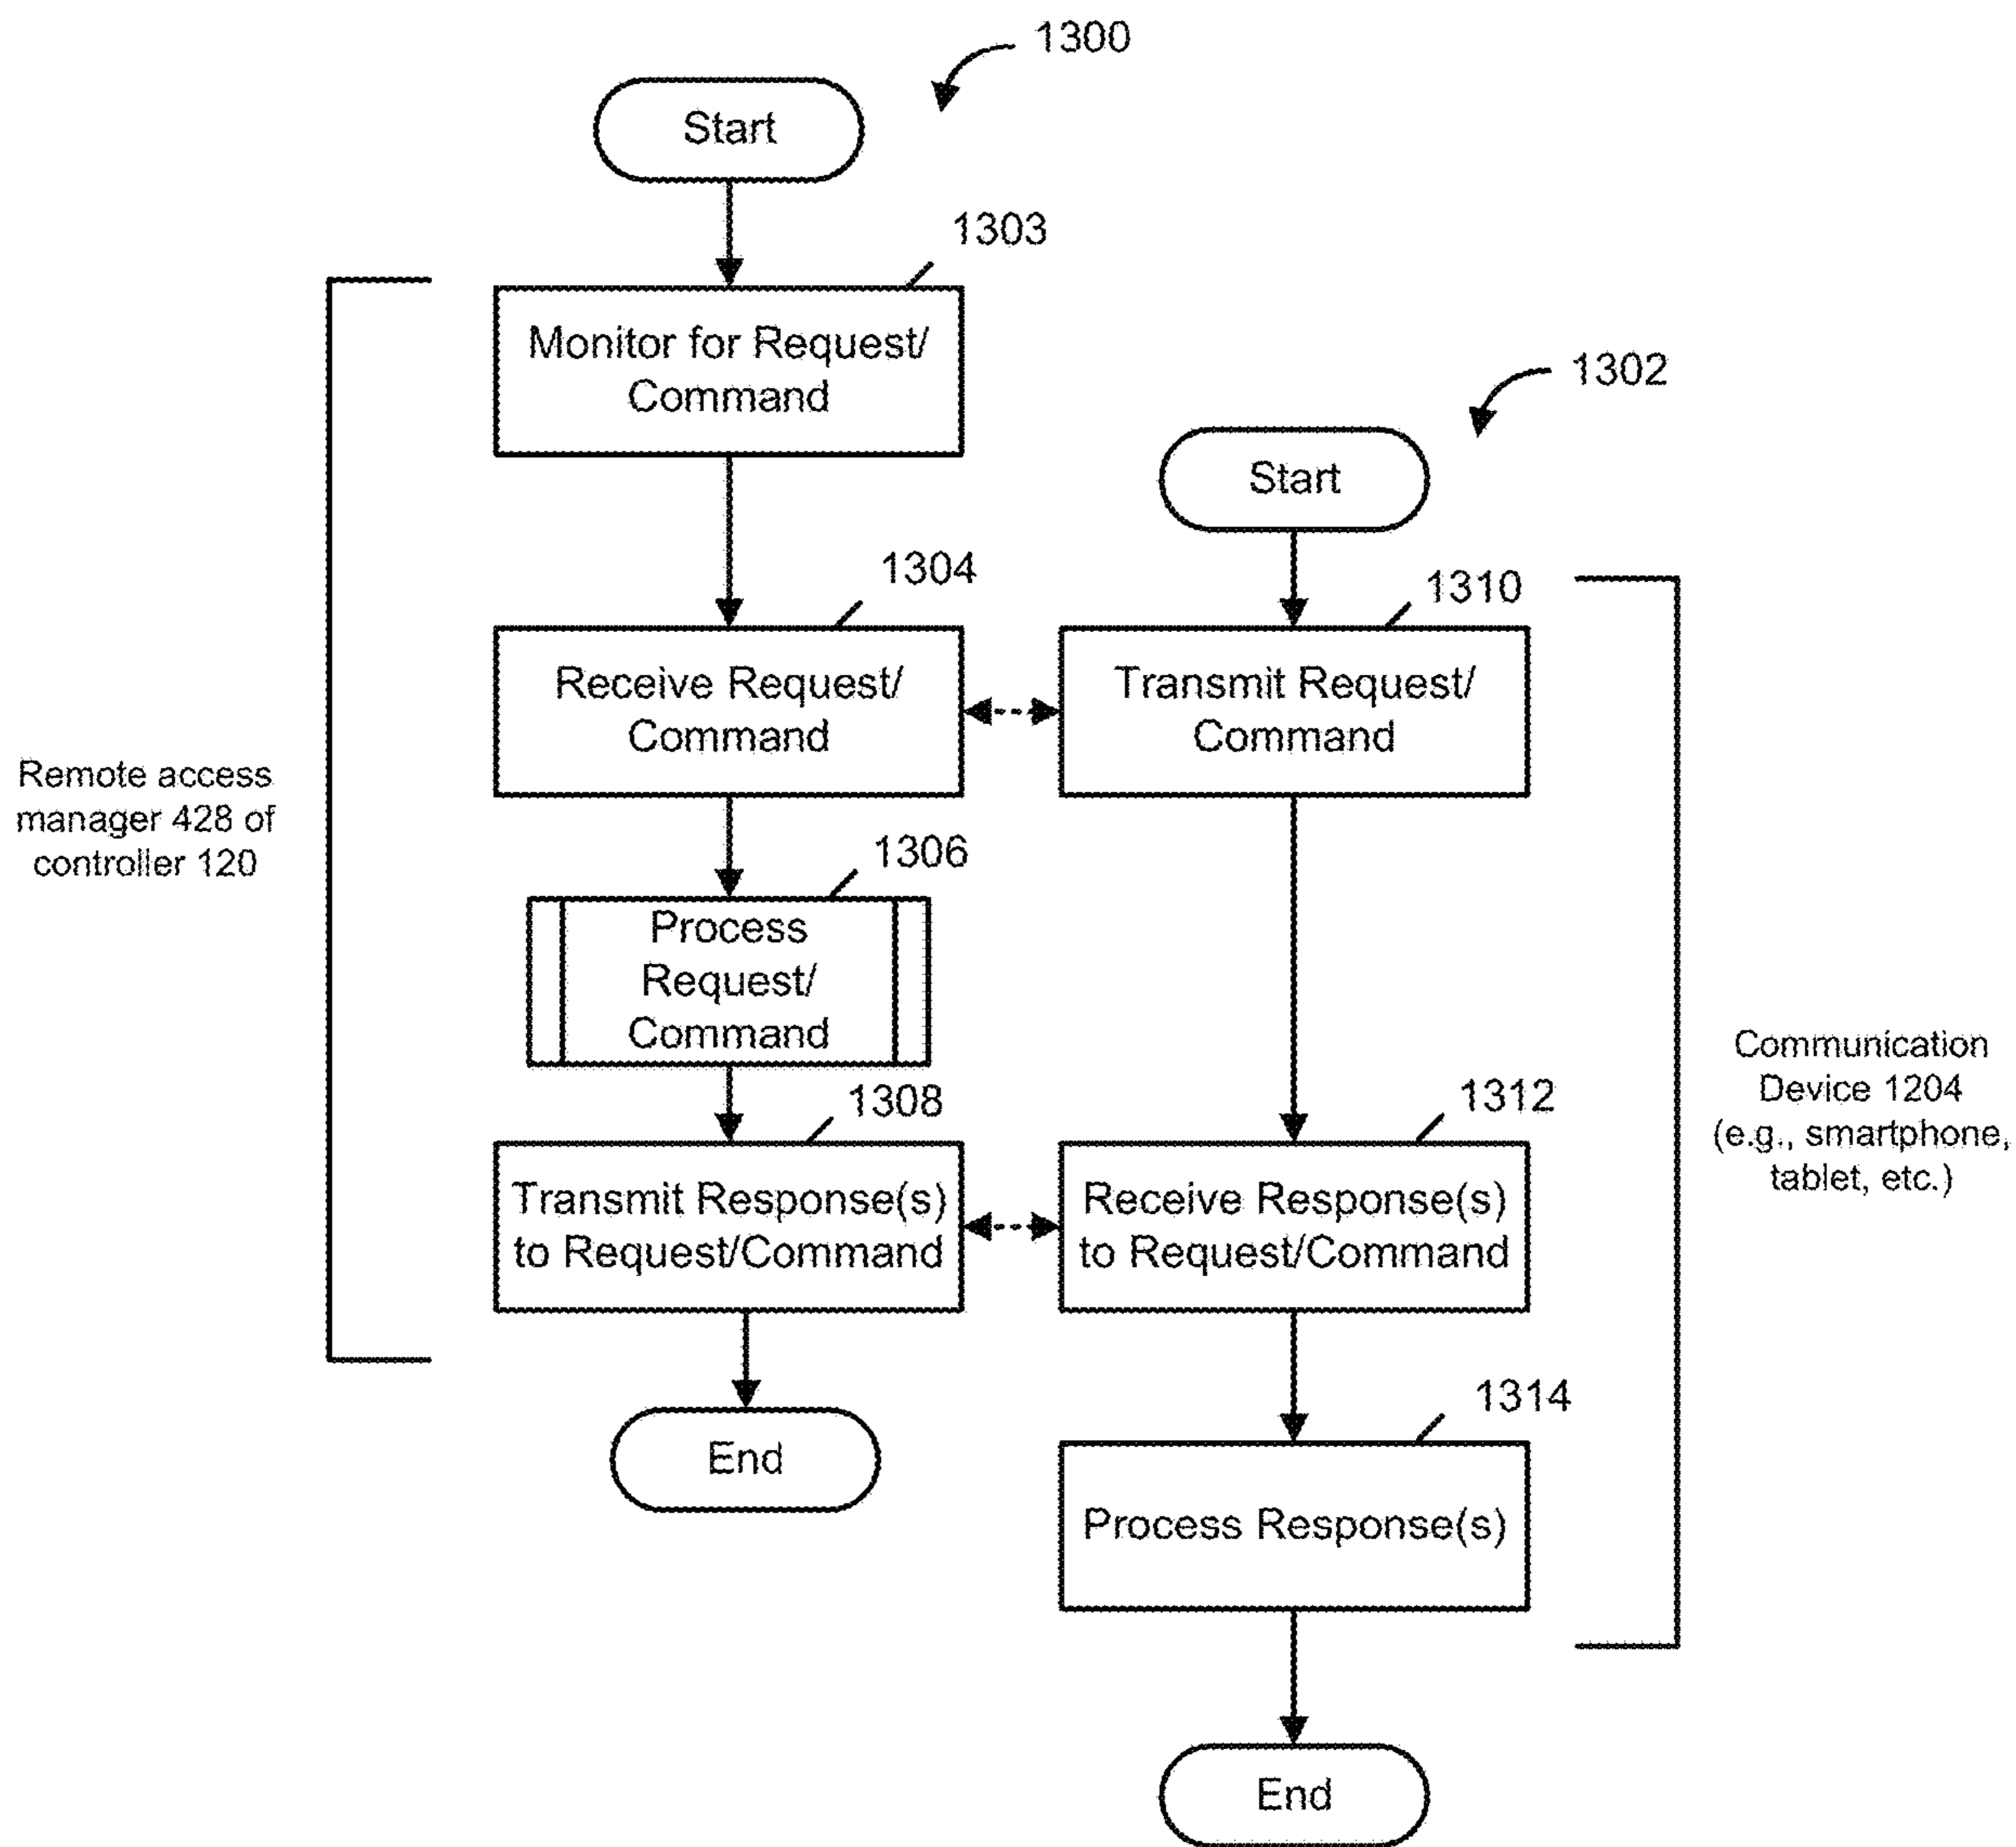 1300
Start
1303
Monitor for Request/
Command
1302
Start
1304
Receive Request/
Command
1310
Transmit Request/
Command
Remote access
manager 428 of
controller 120
1306
Process
Request/
Command
1308
Transmit Response(s)
to Request/Command
1312
Receive Response(s)
to Request/Command
Communication
Device 1204
(e.g., smartphone,
tablet, etc.)
End
1314
Process Response(s)
End